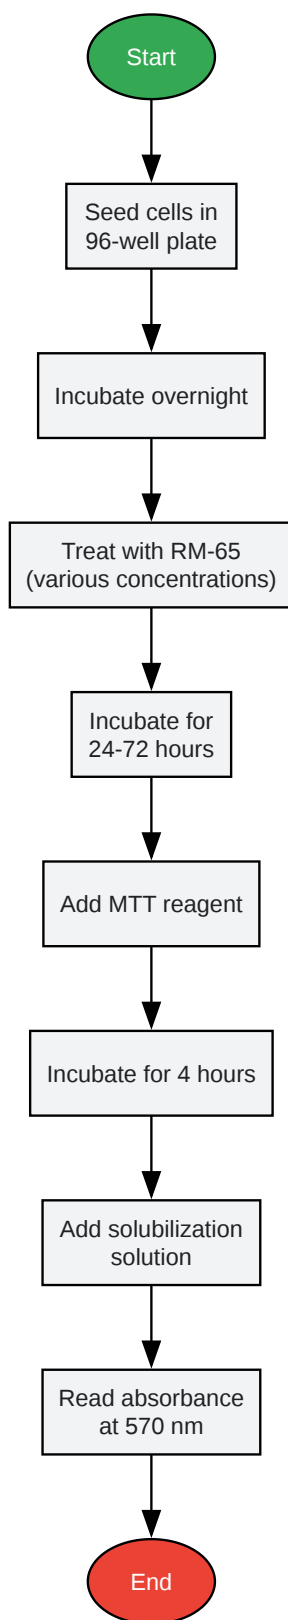 Start
Seed cells in
96-well plate
Incubate overnight
Treat with RM-65
(various concentrations)
Incubate for
24-72 hours
Add MTT reagent
Incubate for 4 hours
Add solubilization
solution
Read absorbance
at 570 nm
End